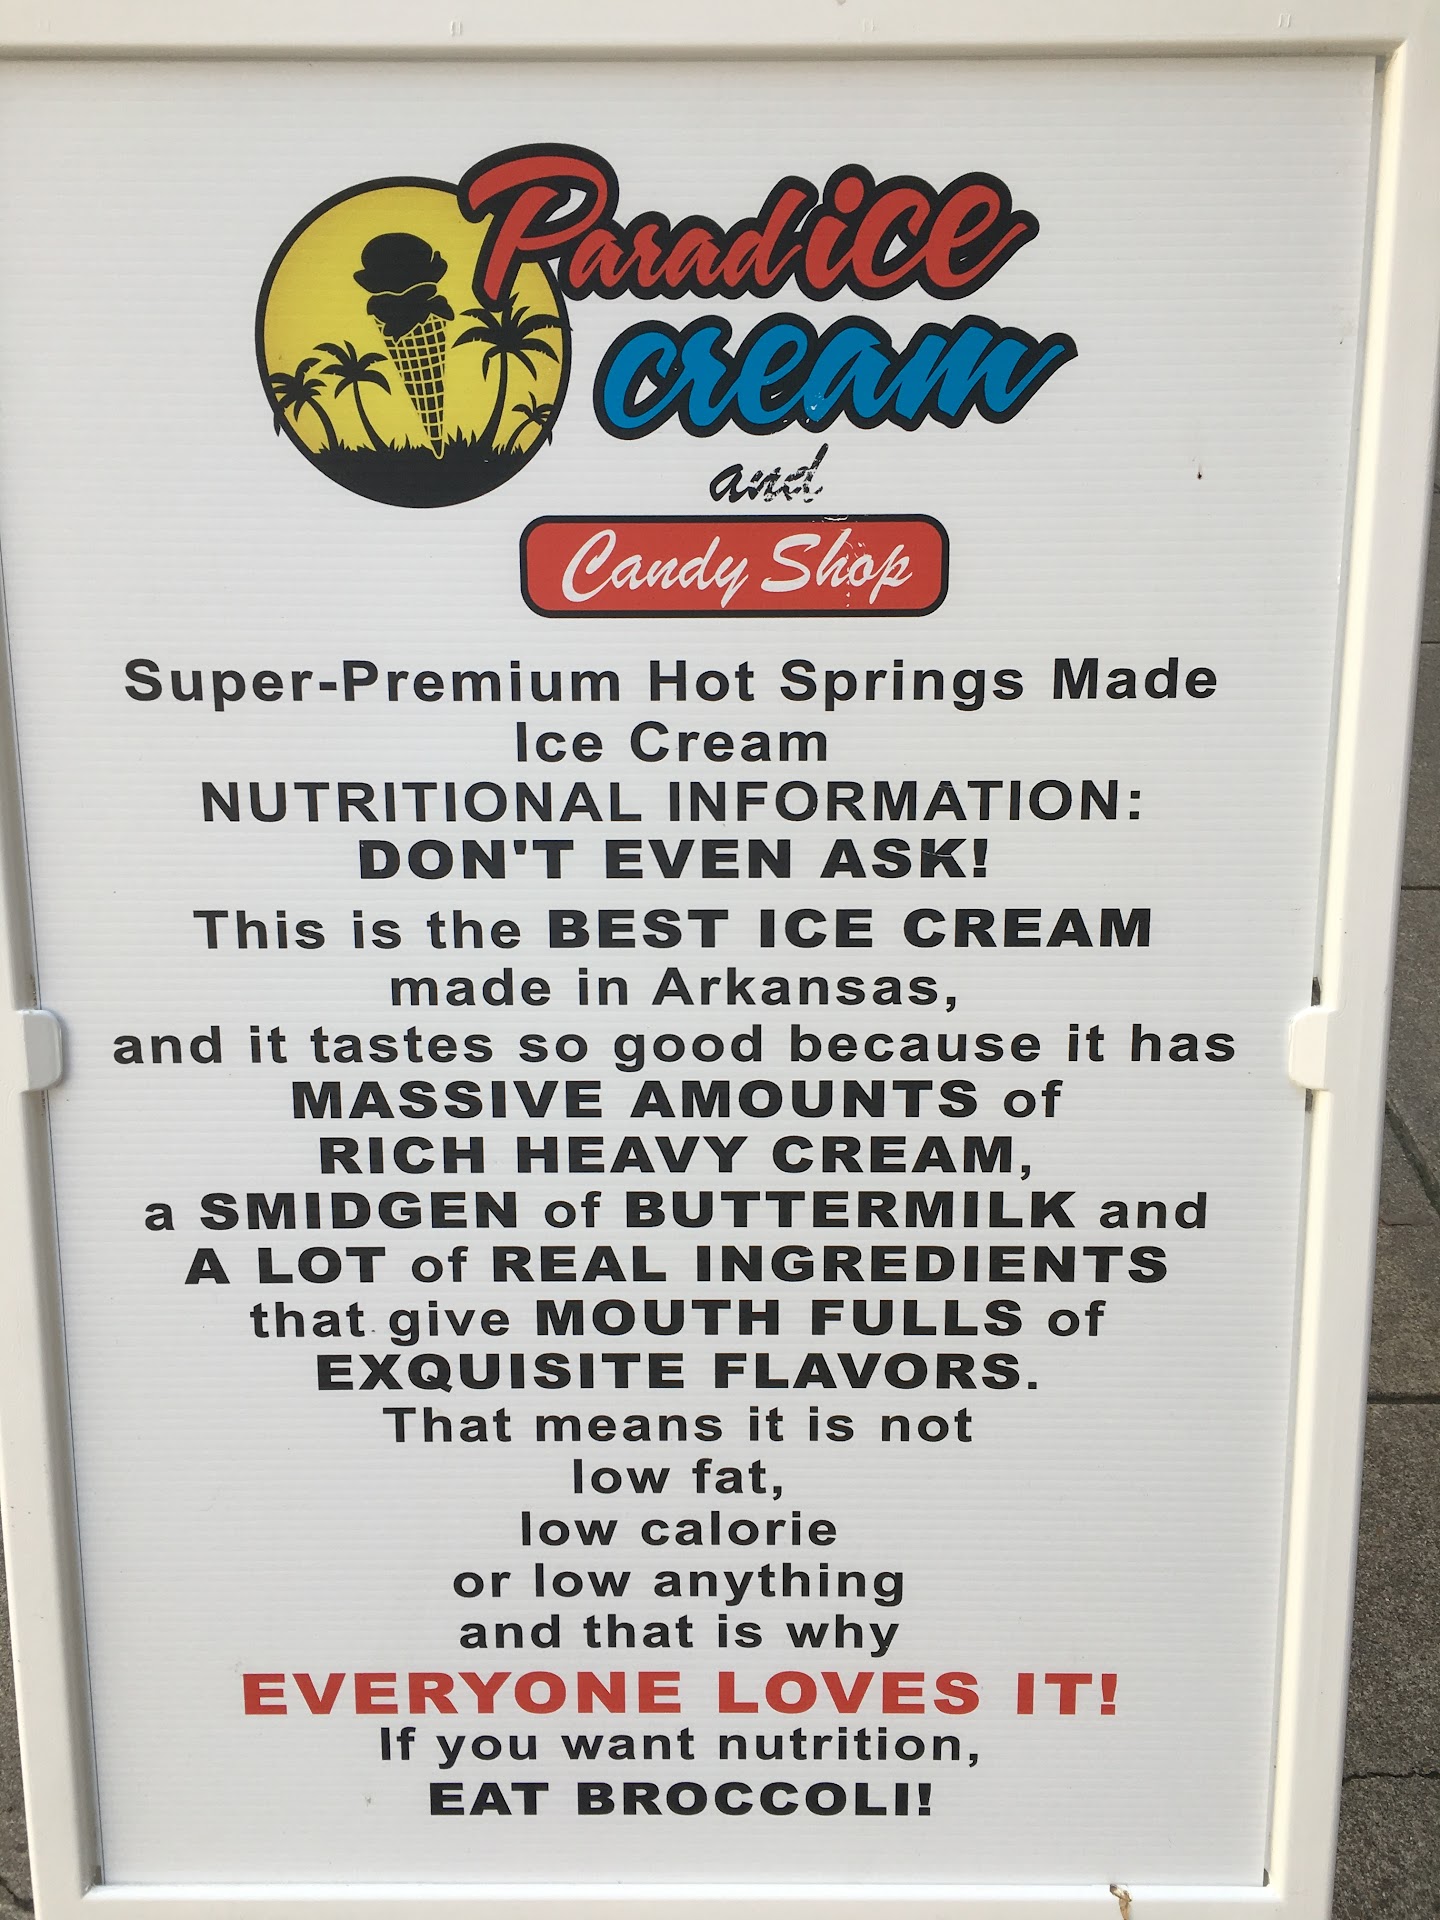 Paradice
cream
and
Candy Shop
Super-Premium Hot Springs Made
Ice Cream
NUTRITIONAL INFORMATION:
DON'T EVEN ASK!
This is the BEST ICE CREAM
made in Arkansas,
and it tastes so good because it has
MASSIVE AMOUNTS of
RICH HEAVY CREAM,
a SMIDGEN of BUTTERMILK and
A LOT of REAL INGREDIENTS
that give MOUTH FULLS of
EXQUISITE FLAVORS.
That means it is not
low fat,
low calorie
or low anything
and that is why
EVERYONE LOVES IT!
If you want nutrition,
EAT BROCCOLI!